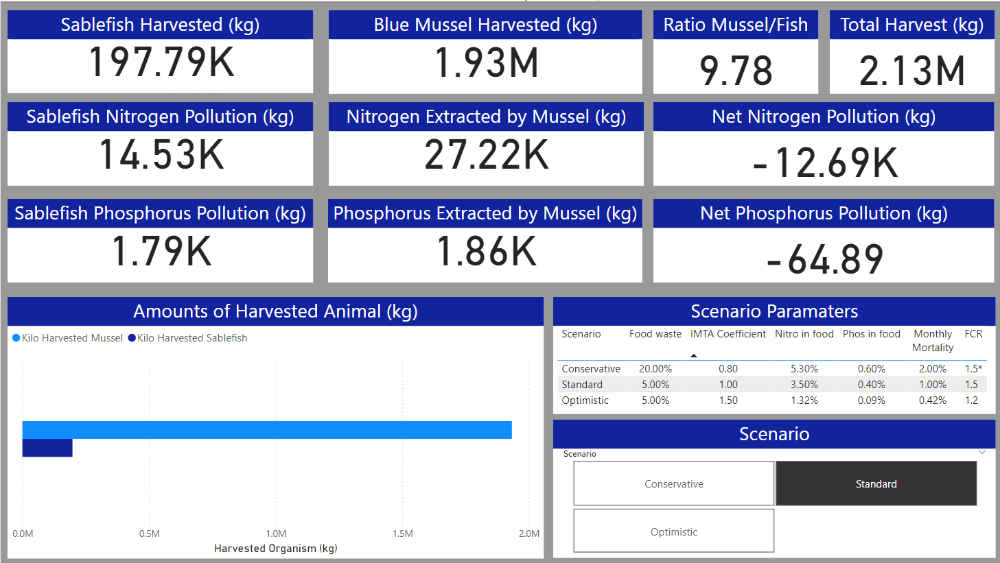 Sablefish Harvested (kg)
197.79K
Blue Mussel Harvested (kg)
1.93M
Ratio Mussel/Fish
9.78
Total Harvest (kg)
2.13M
Sablefish Nitrogen Pollution (kg)
14.53K
Nitrogen Extracted by Mussel (kg)
27.22K
Net Nitrogen Pollution (kg)
-12.69K
Sablefish Phosphorus Pollution (kg)
1.79K
Phosphorus Extracted by Mussel (kg)
1.86K
Net Phosphorus Pollution (kg)
-64.89
Amounts of Harvested Animal (kg)
Kilo Harvested Mussel Kilo Harvested Sablefish
0.0M 0.5M 1.0M 1.5M 2.0M
Harvested Organism (kg)
Scenario Paramaters
Scenario Food waste IMTA Coefficient Nitro in food Phos in food Monthly Mortality FCR
Conservative 20.00% 0.80 5.30% 0.60% 2.00% 1.5*
Standard 5.00% 1.00 3.50% 0.40% 1.00% 1.5
Optimistic 5.00% 1.50 1.32% 0.09% 0.42% 1.2
Scenario
Scenario
Conservative Standard
Optimistic